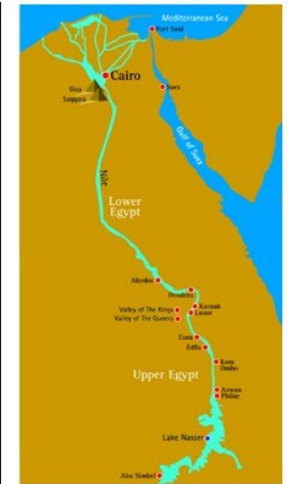 Mediterranean Sea
Port Said
Cairo
Giza
Saqqara
Suez
Gulf of Suez
Nile
Lower
Egypt
Abydos
Dendera
Karnak
Luxor
Valley of The Kings
Valley of The Queens
Esna
Edfu
Kom
Ombo
Upper Egypt
Aswan
Philae
Lake Nasser
Abu Simbel